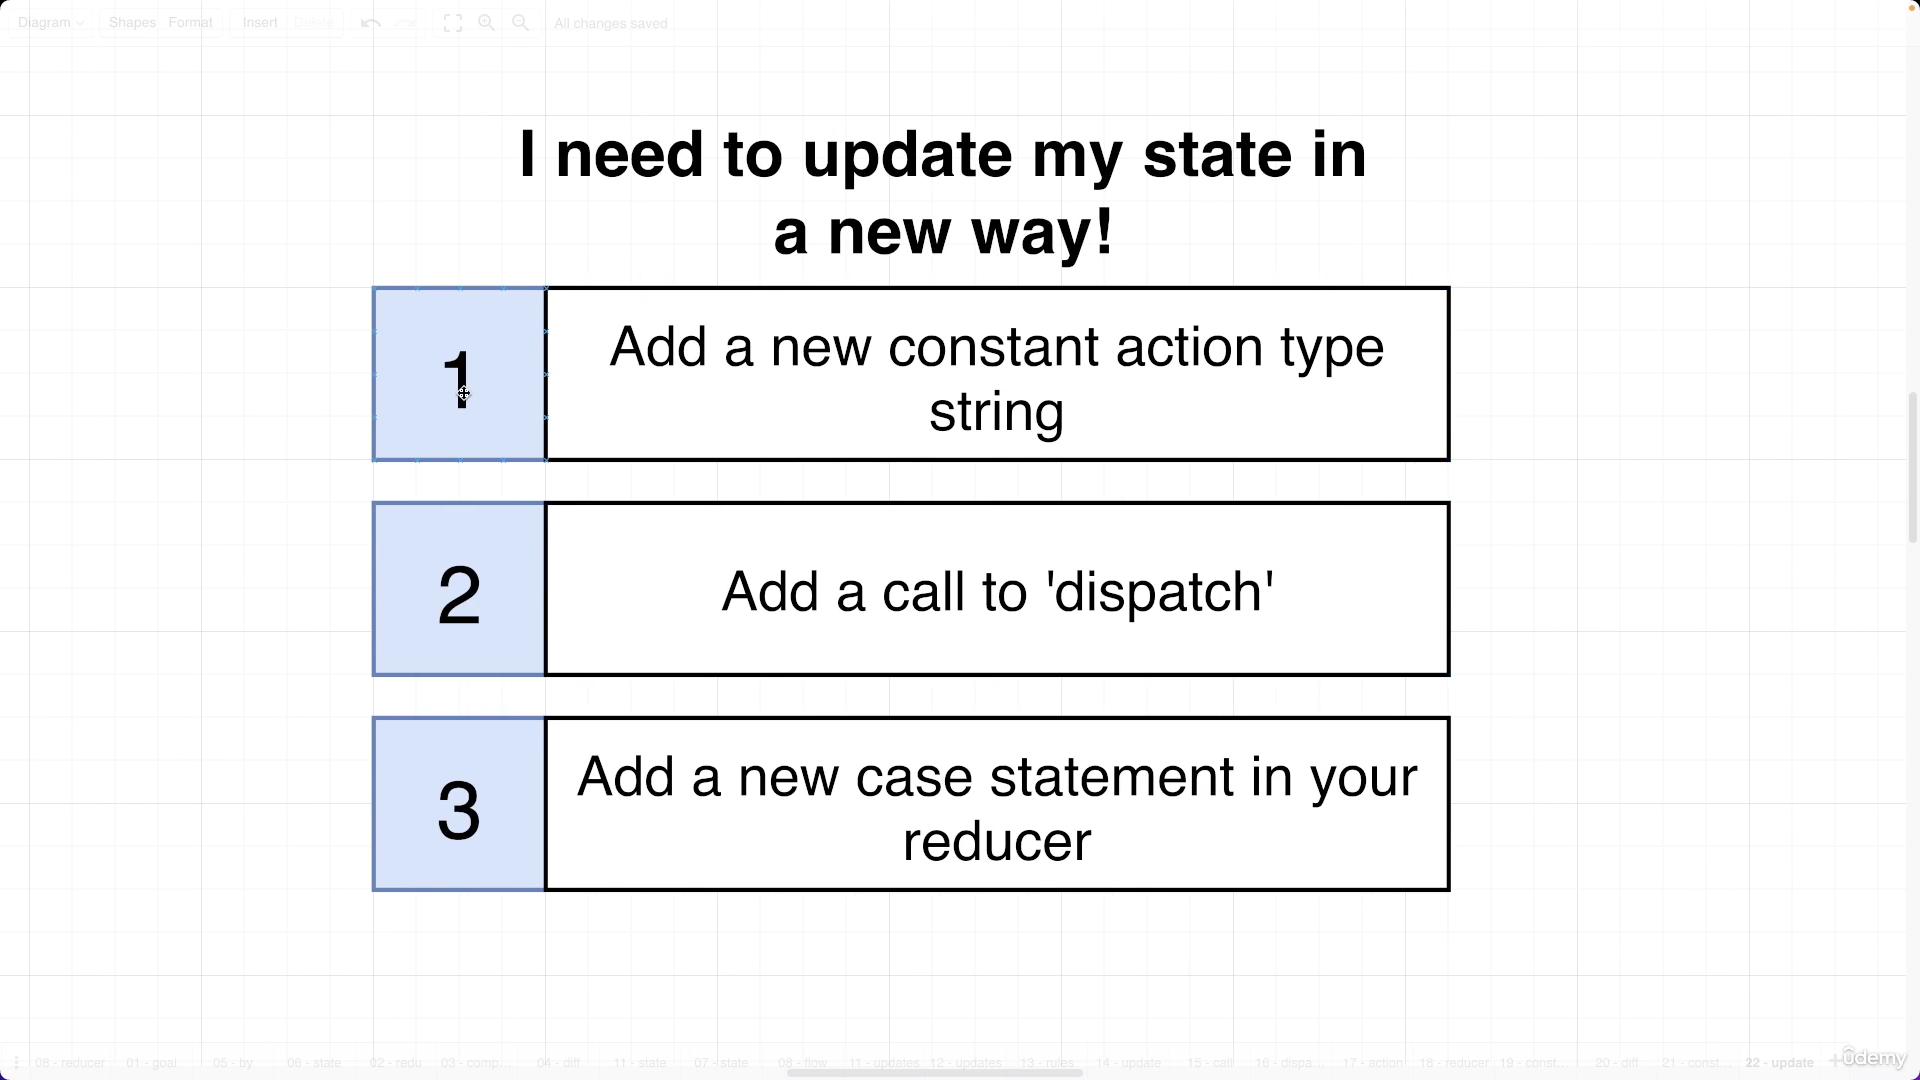 Diagram Shapes Format Insert Delete All changes saved
I need to update my state in
a new way!
1
Add a new constant action type
string
2
Add a call to 'dispatch'
3
Add a new case statement in your
reducer
08 - reducer 01 - goal 05 - by 06 - state 02 - redu 03 - comp... 04 - diff 11 - state 07 - state 08 - flow 11 - updates 12 - updates 13 - rules 14 - update 15 - call 16 - dispa... 17 - action 18 - reducer 19 - const... 20 - diff 21 - const... 22 - update
ûdemy